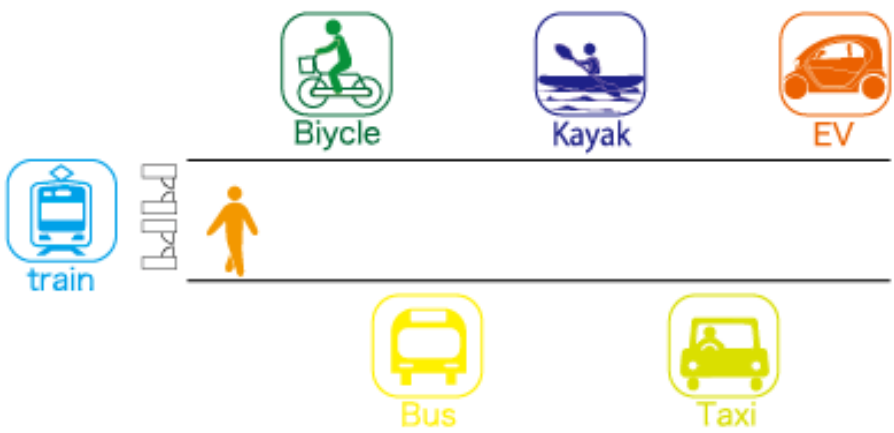 Biycle
Kayak
EV
train
Bus
Taxi